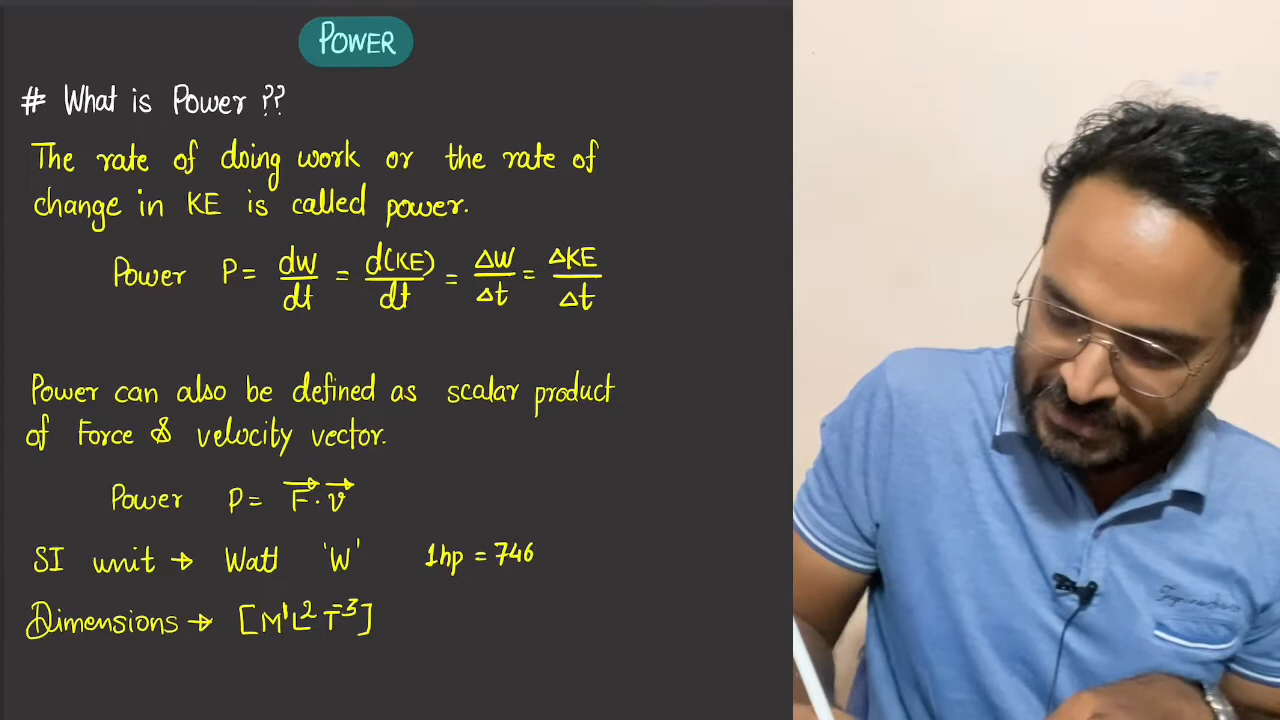 POWER
# What is Power ??
The rate of doing work or the rate of
change in KE is called power.
Power P = dW/dt = d(KE)/dt = ΔW/Δt = ΔKE/Δt
Power can also be defined as scalar product
of Force & velocity vector.
Power P = F⃗ · v⃗
SI unit → Watt 'W' 1hp = 746
Dimensions → [M¹L²T⁻³]